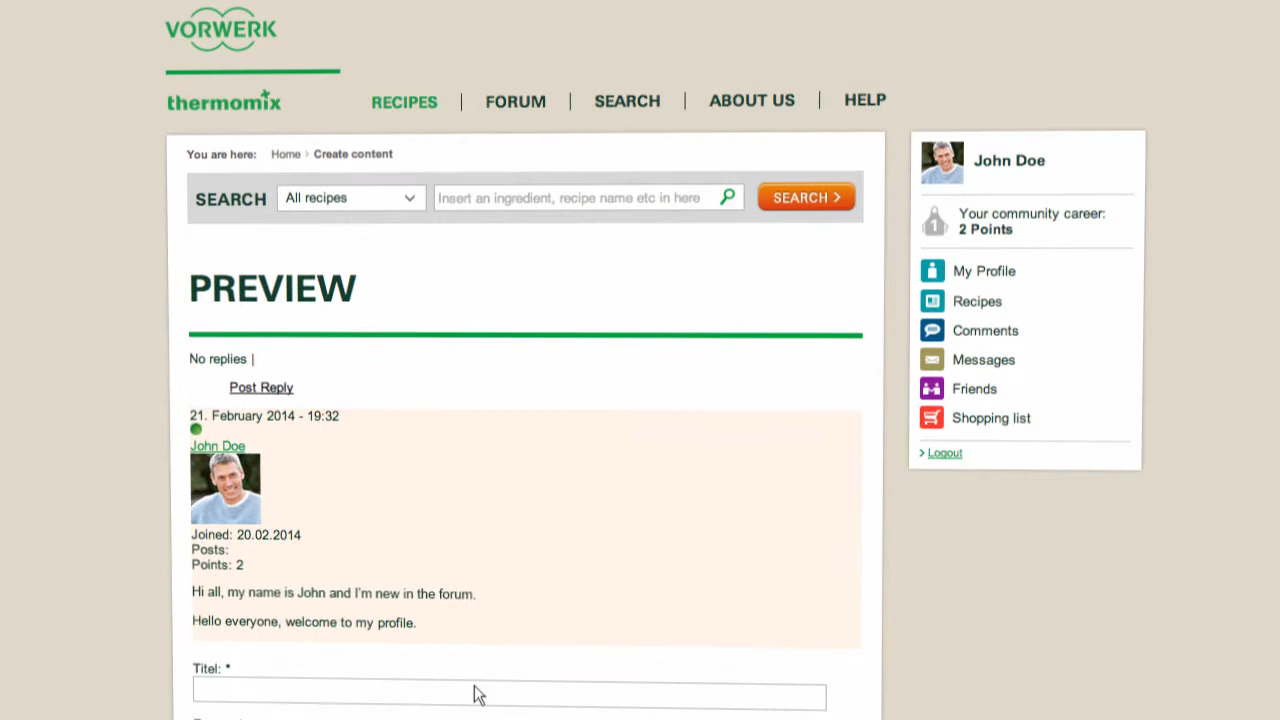 VORWERK
thermomix
RECIPES | FORUM | SEARCH | ABOUT US | HELP
You are here: Home › Create content
SEARCH All recipes Insert an ingredient, recipe name etc in here SEARCH >
PREVIEW
No replies |
Post Reply
21. February 2014 - 19:32
John Doe
Joined: 20.02.2014
Posts:
Points: 2
Hi all, my name is John and I'm new in the forum.
Hello everyone, welcome to my profile.
Titel: *
John Doe
1
Your community career:
2 Points
My Profile
Recipes
Comments
Messages
Friends
Shopping list
> Logout